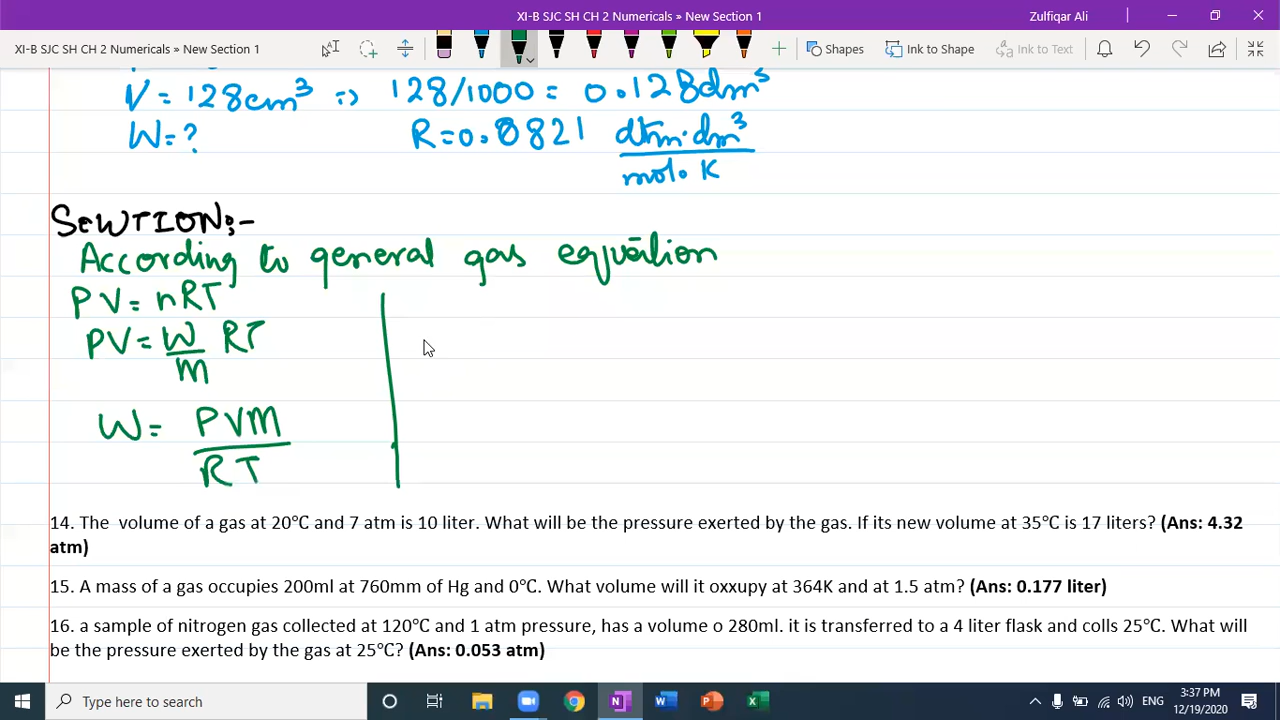 XI-B SJC SH CH 2 Numericals » New Section 1
Zulfiqar Ali
XI-B SJC SH CH 2 Numericals » New Section 1
Shapes
Ink to Shape
Ink to Text
V = 128cm³ ⇒ 128/1000 = 0.128dm³
W = ? R = 0.0821 atm·dm³
mol·K
SOLUTION:-
According to general gas equation
PV = nRT
PV = W RT
M
W = PVM
RT
14. The volume of a gas at 20°C and 7 atm is 10 liter. What will be the pressure exerted by the gas. If its new volume at 35°C is 17 liters? (Ans: 4.32
atm)
15. A mass of a gas occupies 200ml at 760mm of Hg and 0°C. What volume will it oxxupy at 364K and at 1.5 atm? (Ans: 0.177 liter)
16. a sample of nitrogen gas collected at 120°C and 1 atm pressure, has a volume o 280ml. it is transferred to a 4 liter flask and colls 25°C. What will
be the pressure exerted by the gas at 25°C? (Ans: 0.053 atm)
Type here to search
ENG
3:37 PM
12/19/2020